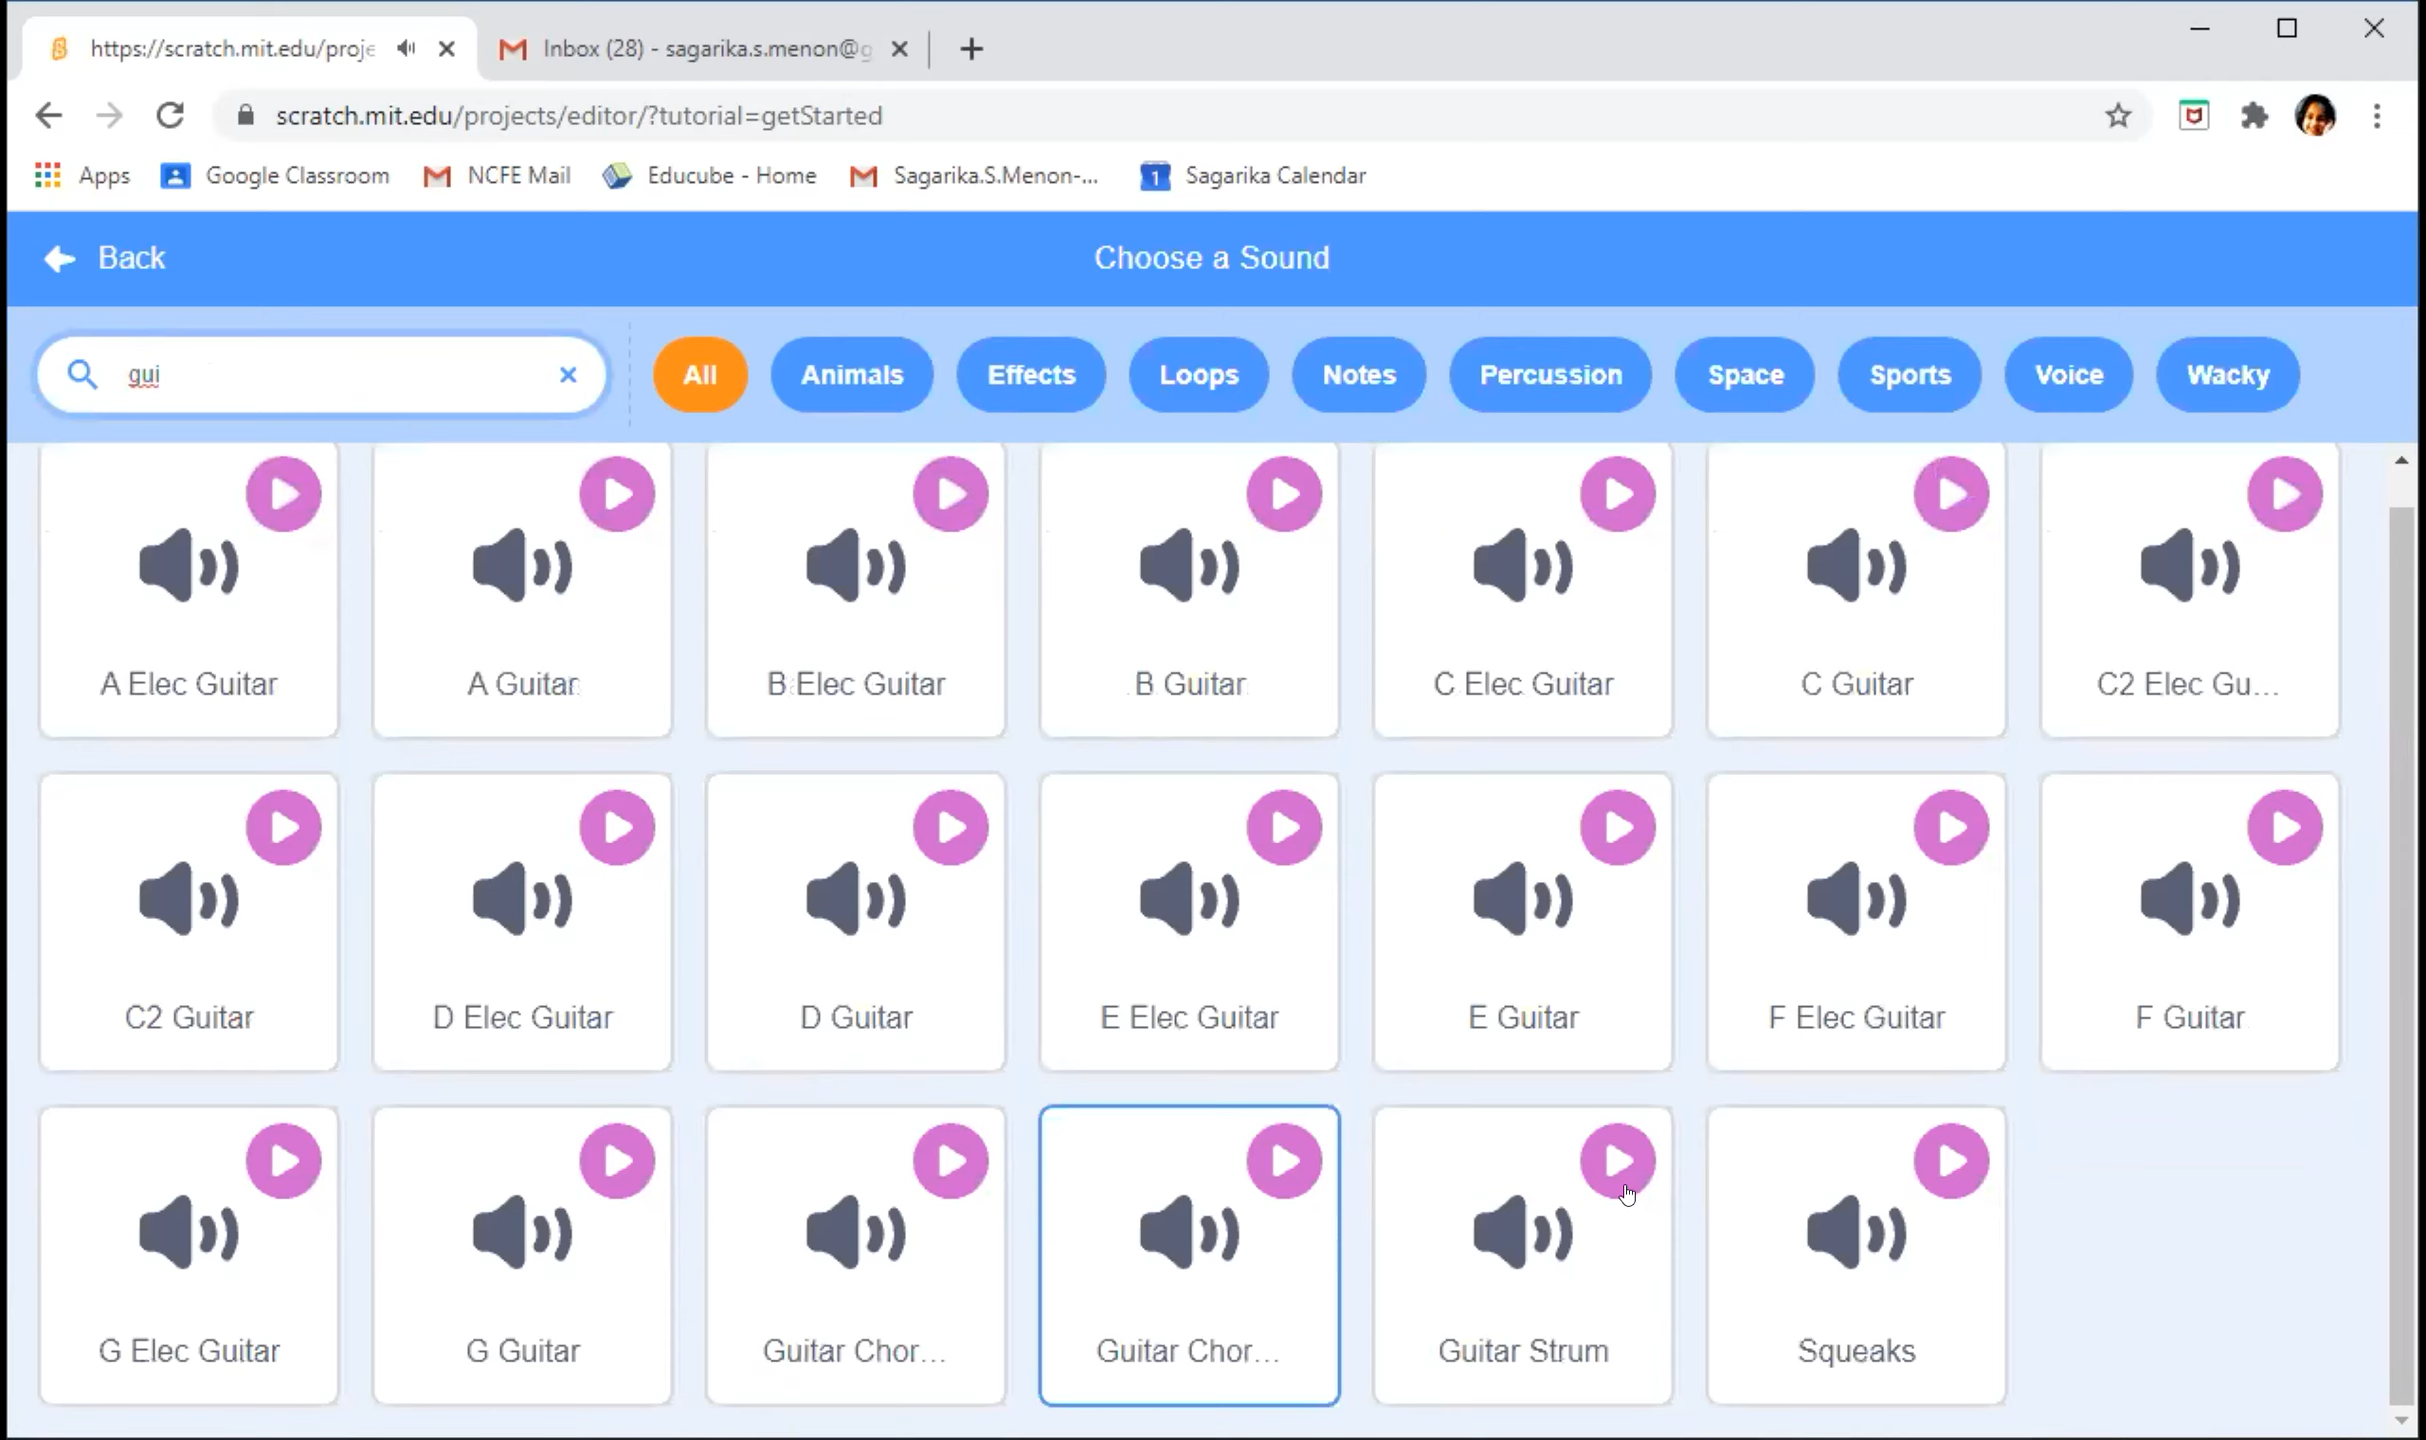 https://scratch.mit.edu/proje
Inbox (28) - sagarika.s.menon@g
scratch.mit.edu/projects/editor/?tutorial=getStarted
Apps Google Classroom NCFE Mail Educube - Home Sagarika.S.Menon-... 1 Sagarika Calendar
Back Choose a Sound
gui All Animals Effects Loops Notes Percussion Space Sports Voice Wacky
A Elec Guitar A Guitar B Elec Guitar B Guitar C Elec Guitar C Guitar C2 Elec Gu...
C2 Guitar D Elec Guitar D Guitar E Elec Guitar E Guitar F Elec Guitar F Guitar
G Elec Guitar G Guitar Guitar Chor... Guitar Chor... Guitar Strum Squeaks